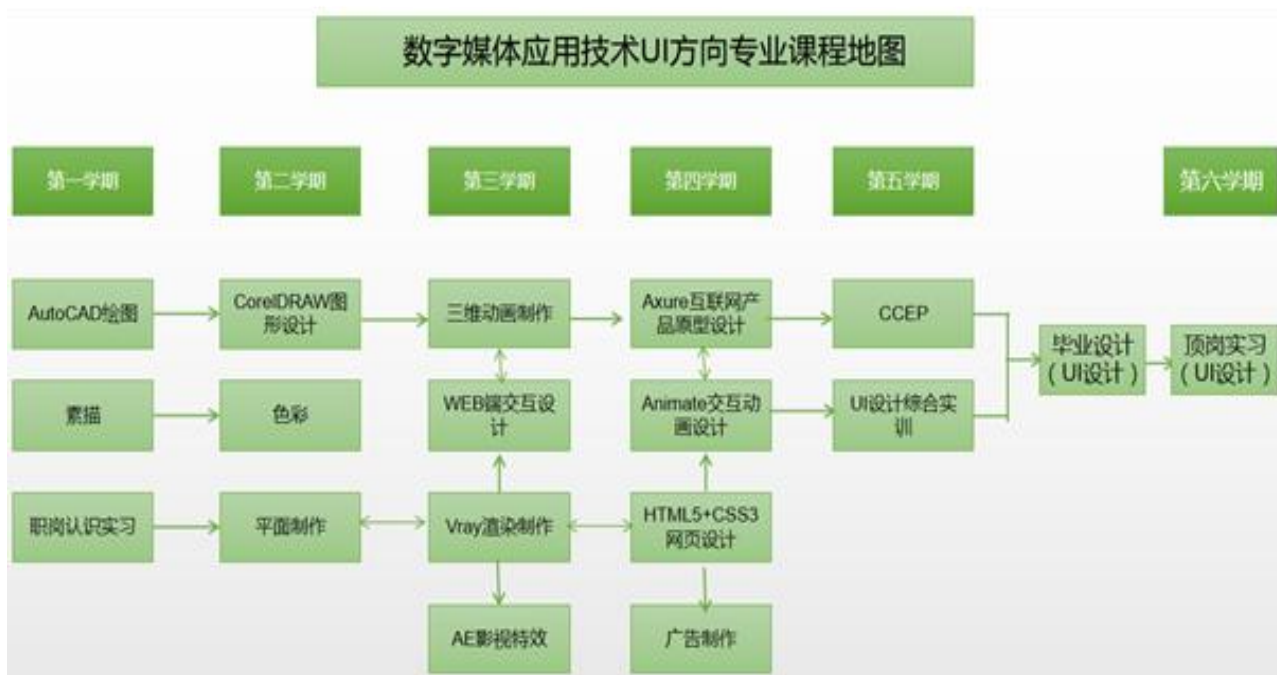 数字媒体应用技术UI方向专业课程地图
第一学期
第二学期
第三学期
第四学期
第五学期
第六学期
AutoCAD绘图
CorelDRAW图
形设计
三维动画制作
Axure互联网产
品原型设计
CCEP
毕业设计
（UI设计）
顶岗实习
（UI设计）
素描
色彩
WEB端交互设
计
Animate交互动
画设计
UI设计综合实
训
职岗认识实习
平面制作
Vray渲染制作
HTML5+CSS3
网页设计
AE影视特效
广告制作